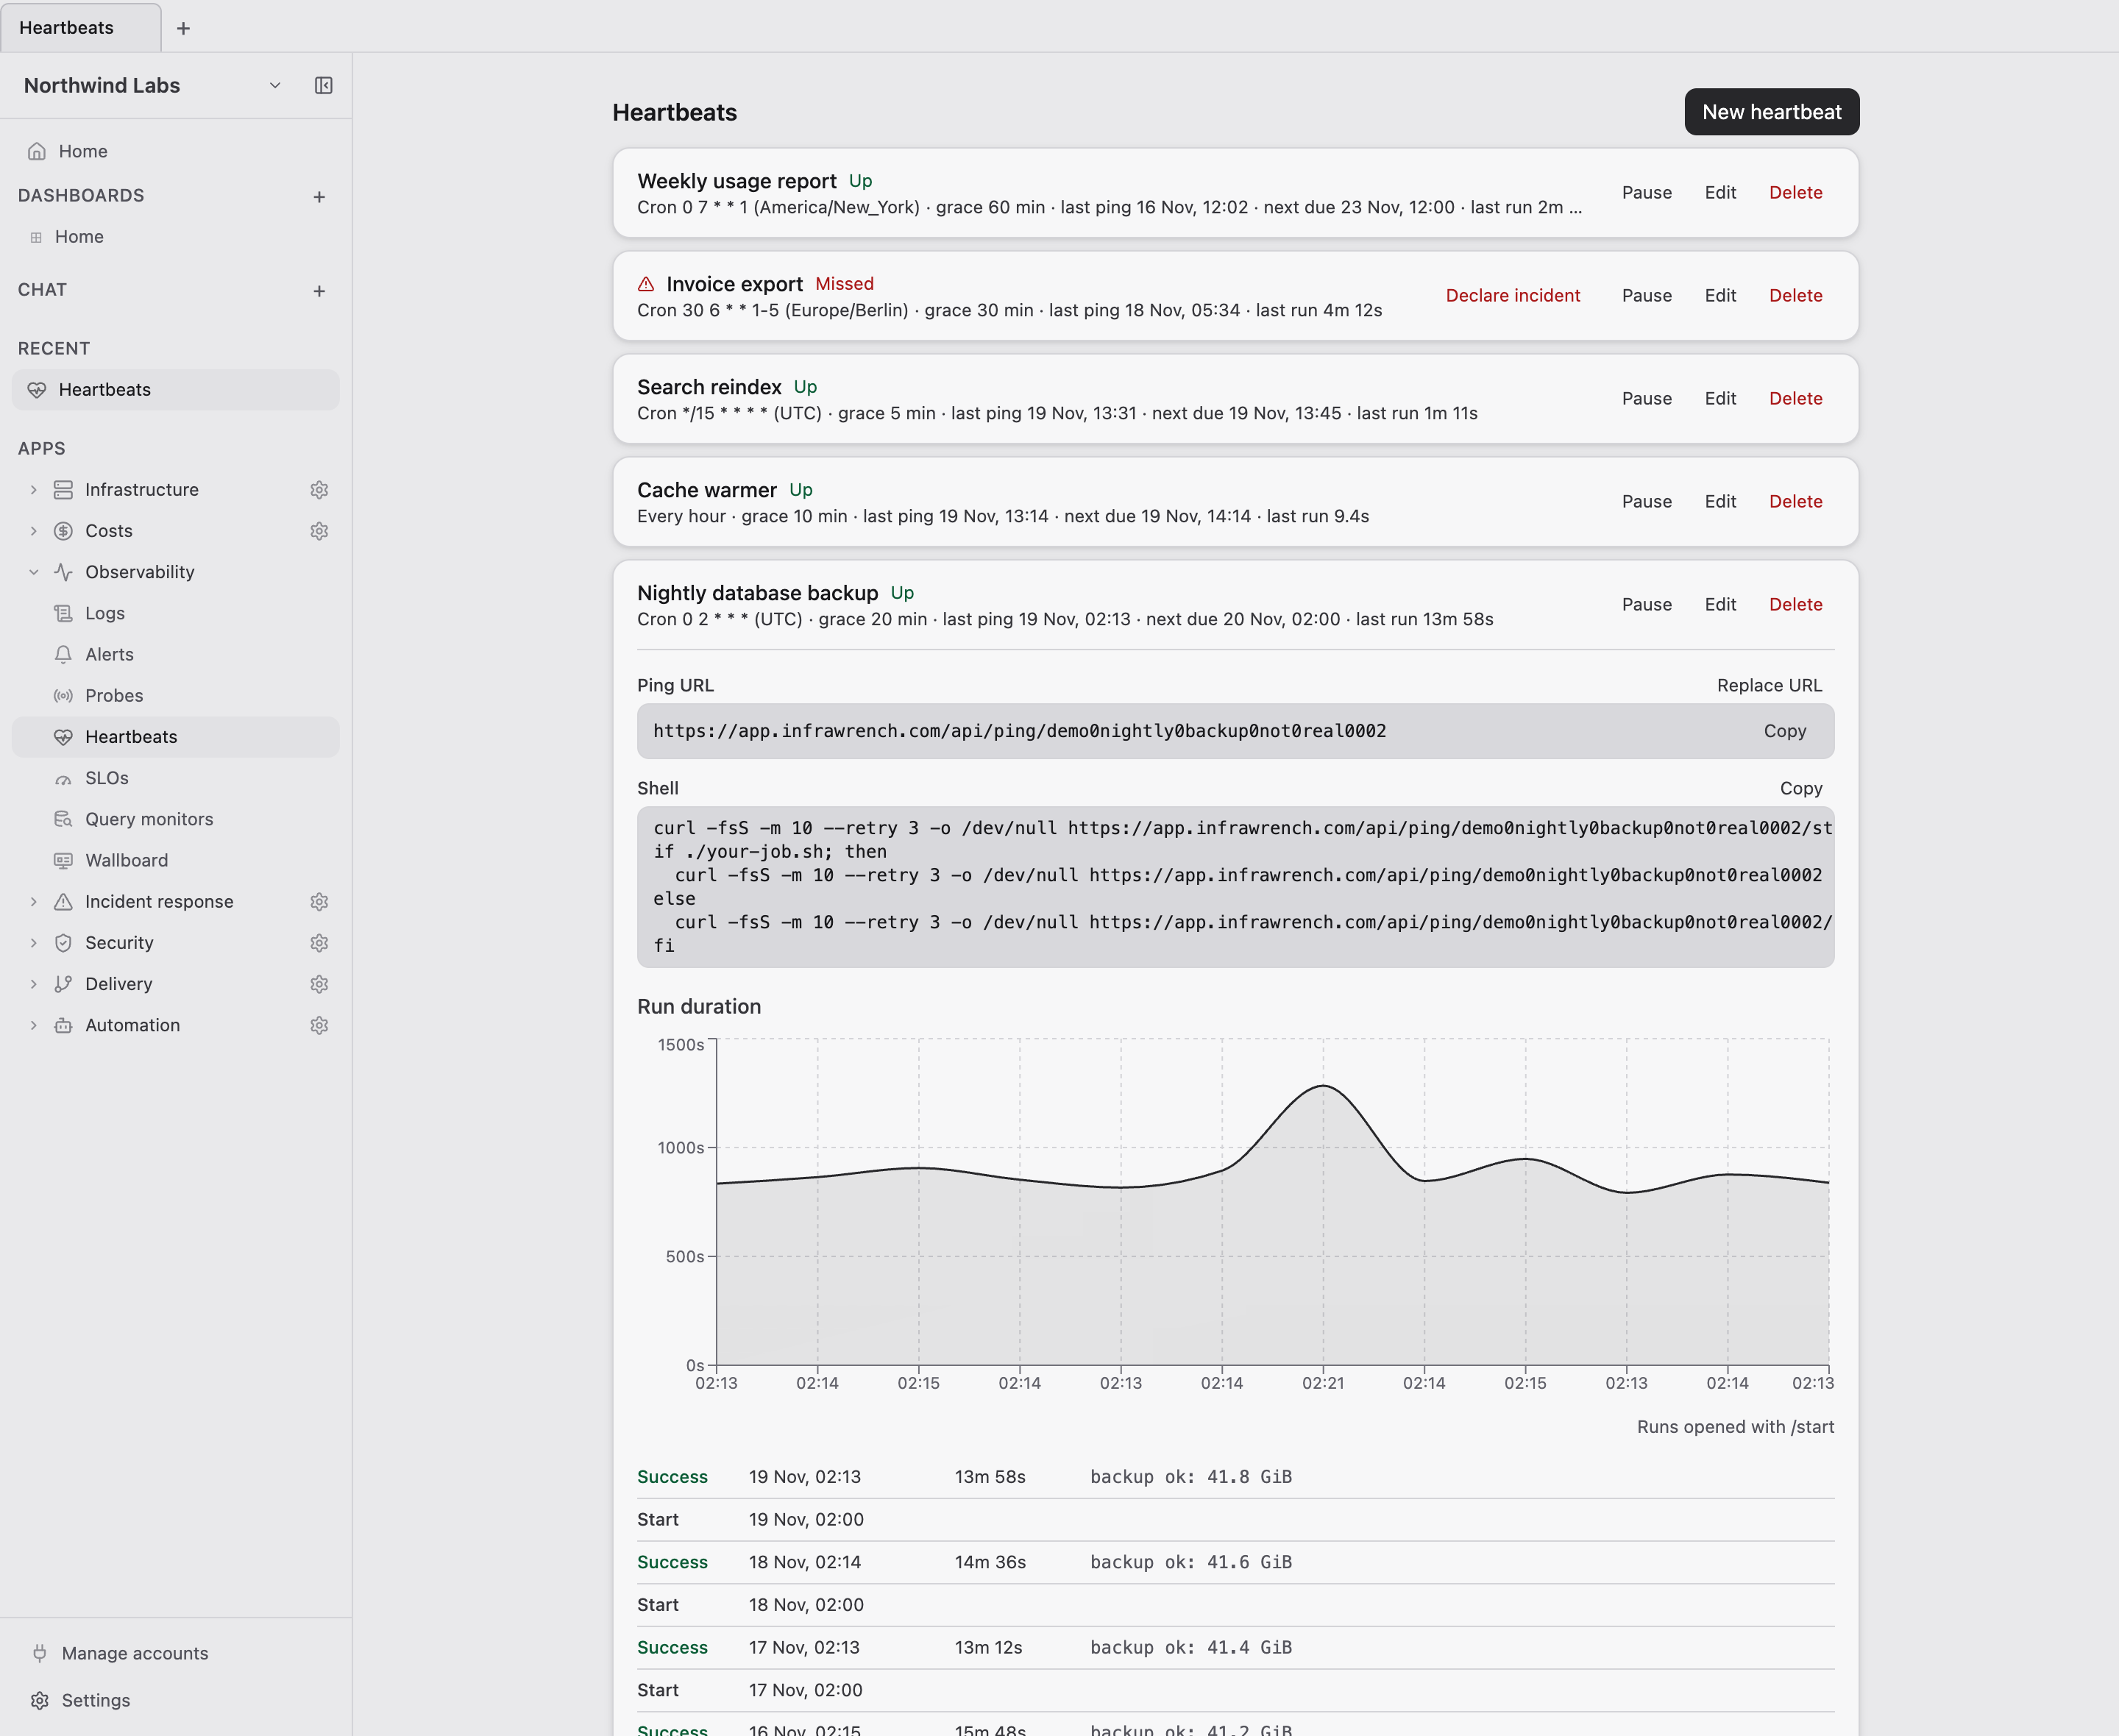 Heartbeats
Northwind Labs
Home
DASHBOARDS
Home
CHAT
RECENT
Heartbeats
APPS
Infrastructure
Costs
Observability
Logs
Alerts
Probes
Heartbeats
SLOs
Query monitors
Wallboard
Incident response
Security
Delivery
Automation
Manage accounts
Settings
Heartbeats
New heartbeat
Weekly usage report Up
Cron 0 7 * * 1 (America/New_York) · grace 60 min · last ping 16 Nov, 12:02 · next due 23 Nov, 12:00 · last run 2m ...
Pause Edit Delete
Invoice export Missed
Cron 30 6 * * 1-5 (Europe/Berlin) · grace 30 min · last ping 18 Nov, 05:34 · last run 4m 12s
Declare incident Pause Edit Delete
Search reindex Up
Cron */15 * * * * (UTC) · grace 5 min · last ping 19 Nov, 13:31 · next due 19 Nov, 13:45 · last run 1m 11s
Pause Edit Delete
Cache warmer Up
Every hour · grace 10 min · last ping 19 Nov, 13:14 · next due 19 Nov, 14:14 · last run 9.4s
Pause Edit Delete
Nightly database backup Up
Cron 0 2 * * * (UTC) · grace 20 min · last ping 19 Nov, 02:13 · next due 20 Nov, 02:00 · last run 13m 58s
Pause Edit Delete
Ping URL
Replace URL
https://app.infrawrench.com/api/ping/demo0nightly0backup0not0real0002
Copy
Shell
Copy
curl -fsS -m 10 --retry 3 -o /dev/null https://app.infrawrench.com/api/ping/demo0nightly0backup0not0real0002/st
if ./your-job.sh; then
  curl -fsS -m 10 --retry 3 -o /dev/null https://app.infrawrench.com/api/ping/demo0nightly0backup0not0real0002
else
  curl -fsS -m 10 --retry 3 -o /dev/null https://app.infrawrench.com/api/ping/demo0nightly0backup0not0real0002/
fi
Run duration
1500s
1000s
500s
0s
02:13 02:14 02:15 02:14 02:13 02:14 02:21 02:14 02:15 02:13 02:14 02:13
Runs opened with /start
Success 19 Nov, 02:13 13m 58s backup ok: 41.8 GiB
Start 19 Nov, 02:00
Success 18 Nov, 02:14 14m 36s backup ok: 41.6 GiB
Start 18 Nov, 02:00
Success 17 Nov, 02:13 13m 12s backup ok: 41.4 GiB
Start 17 Nov, 02:00
Success 16 Nov, 02:15 15m 48s backup ok: 41.2 GiB